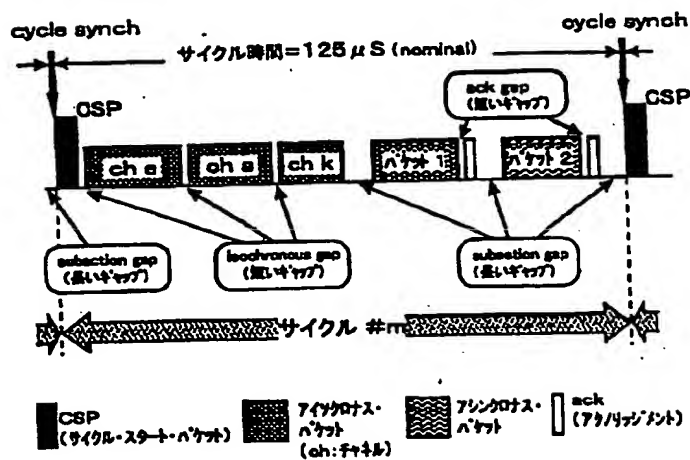 cycle synch
cycle synch
サイクル時間=125μS (nominal)
CSP
ack gap
(短いギャップ)
CSP
ch e
ch s
ch k
パケット 1
パケット 2
subaction gap
(長いギャップ)
isochronous gap
(短いギャップ)
subaction gap
(長いギャップ)
サイクル #m
CSP
(サイクル・スタート・パケット)
アイソクロナス・
パケット
(ch:チャネル)
アシンクロナス・
パケット
ack
(アクノリッジメント)